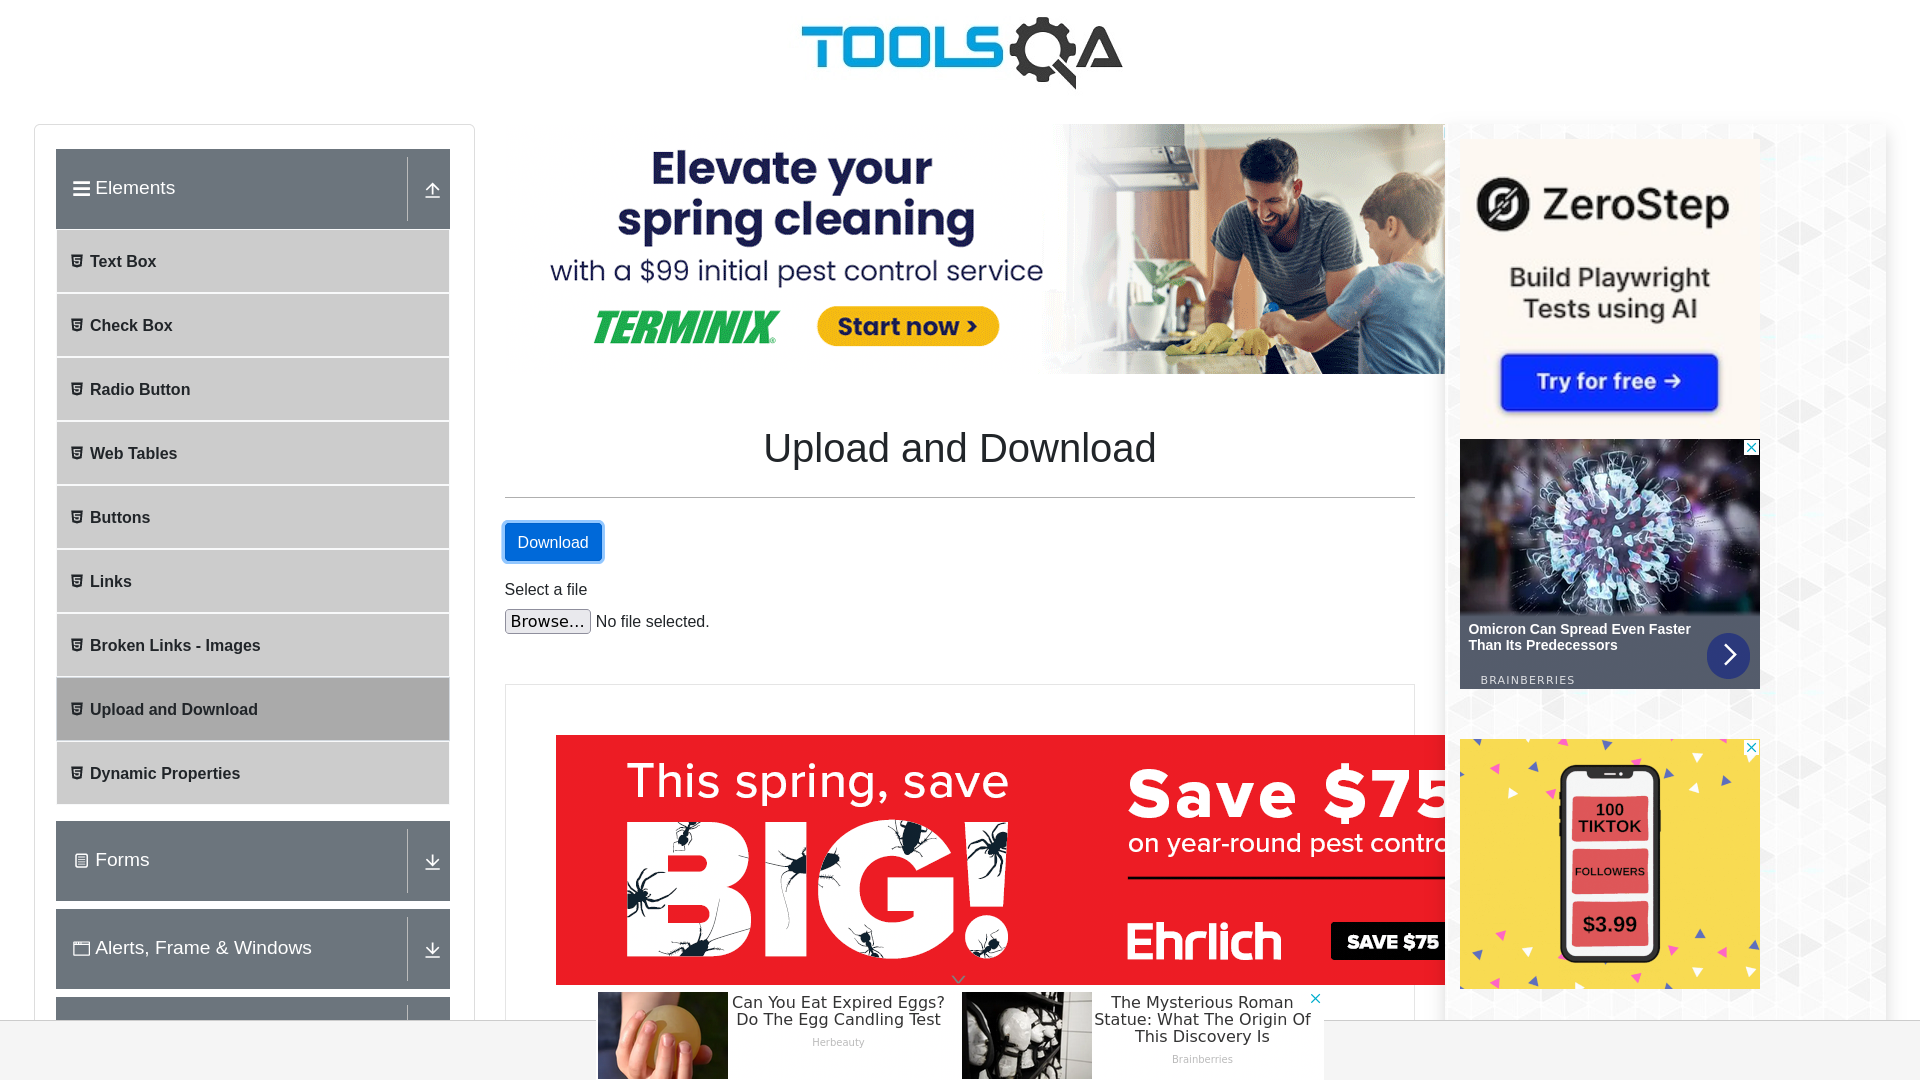 TOOLSQA
Elements
Text Box
Check Box
Radio Button
Web Tables
Buttons
Links
Broken Links - Images
Upload and Download
Dynamic Properties
Forms
Alerts, Frame & Windows
Elevate your
spring cleaning
with a $99 initial pest control service
TERMINIX
Start now >
Upload and Download
Download
Select a file
Browse...
No file selected.
This spring, save
BIG!
Save $75
on year-round pest contro
Ehrlich
SAVE $75
ZeroStep
Build Playwright
Tests using AI
Try for free →
Omicron Can Spread Even Faster
Than Its Predecessors
BRAINBERRIES
100
TIKTOK
FOLLOWERS
$3.99
Can You Eat Expired Eggs?
Do The Egg Candling Test
Herbeauty
The Mysterious Roman
Statue: What The Origin Of
This Discovery Is
Brainberries